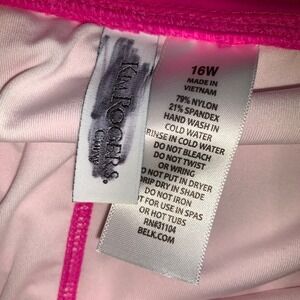 KIM ROGERS
16W
MADE IN
VIETNAM
79% NYLON
21% SPANDEX
HAND WASH IN
COLD WATER
RINSE IN COLD WATER
DO NOT BLEACH
DO NOT TWIST
OR WRING
DO NOT PUT IN DRYER
DRIP DRY IN SHADE
DO NOT IRON
T FOR USE IN SPAS
OR HOT TUBS
RN#31104
BELK.COM